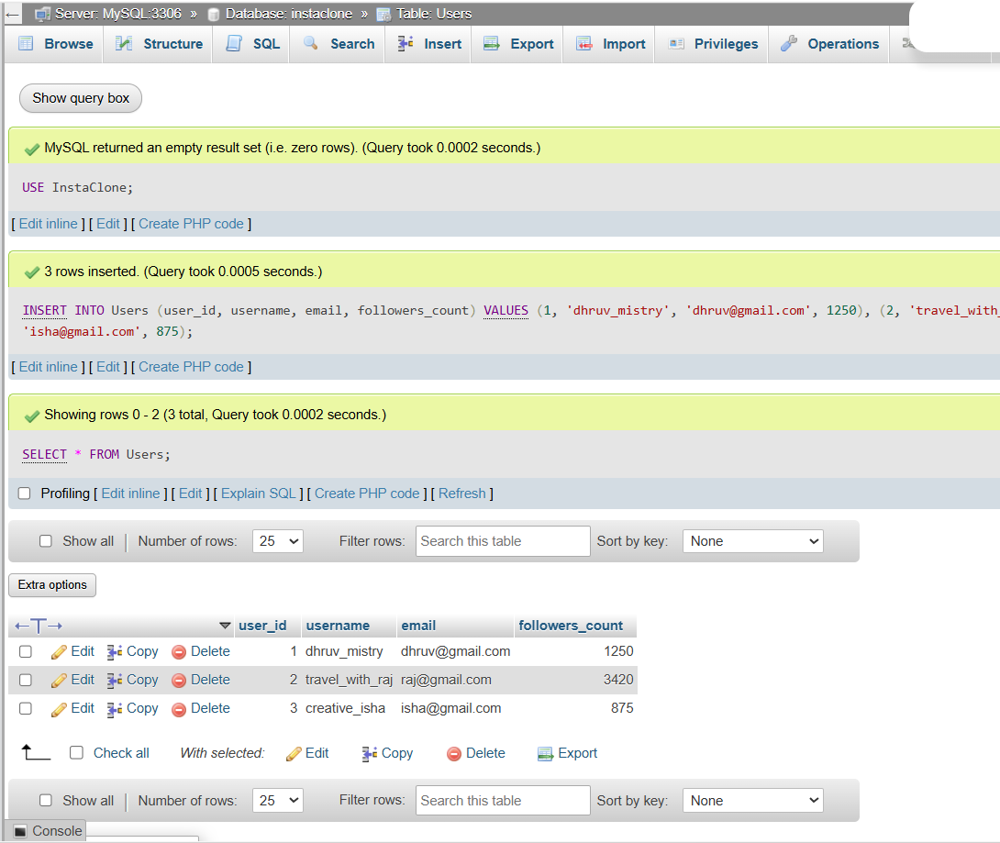 ← Server: MySQL:3306 » Database: instaclone » Table: Users
Browse Structure SQL Search Insert Export Import Privileges Operations
Show query box
MySQL returned an empty result set (i.e. zero rows). (Query took 0.0002 seconds.)
USE InstaClone;
[ Edit inline ] [ Edit ] [ Create PHP code ]
3 rows inserted. (Query took 0.0005 seconds.)
INSERT INTO Users (user_id, username, email, followers_count) VALUES (1, 'dhruv_mistry', 'dhruv@gmail.com', 1250), (2, 'travel_with_
'isha@gmail.com', 875);
[ Edit inline ] [ Edit ] [ Create PHP code ]
Showing rows 0 - 2 (3 total, Query took 0.0002 seconds.)
SELECT * FROM Users;
Profiling [ Edit inline ] [ Edit ] [ Explain SQL ] [ Create PHP code ] [ Refresh ]
Show all | Number of rows: 25 Filter rows: Search this table Sort by key: None
Extra options
←T→ user_id username email followers_count
Edit Copy Delete 1 dhruv_mistry dhruv@gmail.com 1250
Edit Copy Delete 2 travel_with_raj raj@gmail.com 3420
Edit Copy Delete 3 creative_isha isha@gmail.com 875
Check all With selected: Edit Copy Delete Export
Show all | Number of rows: 25 Filter rows: Search this table Sort by key: None
Console